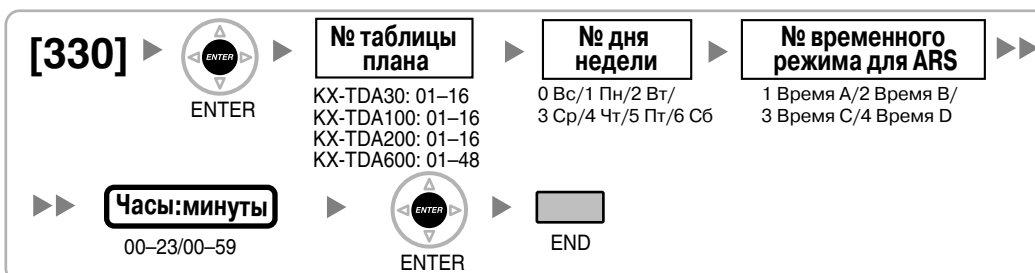 [330]
ENTER
ENTER
№ таблицы
плана
KX-TDA30: 01–16
KX-TDA100: 01–16
KX-TDA200: 01–16
KX-TDA600: 01–48
№ дня
недели
0 Вс/1 Пн/2 Вт/
3 Ср/4 Чт/5 Пт/6 Сб
№ временного
режима для ARS
1 Время A/2 Время B/
3 Время C/4 Время D
Часы:минуты
00–23/00–59
ENTER
ENTER
END